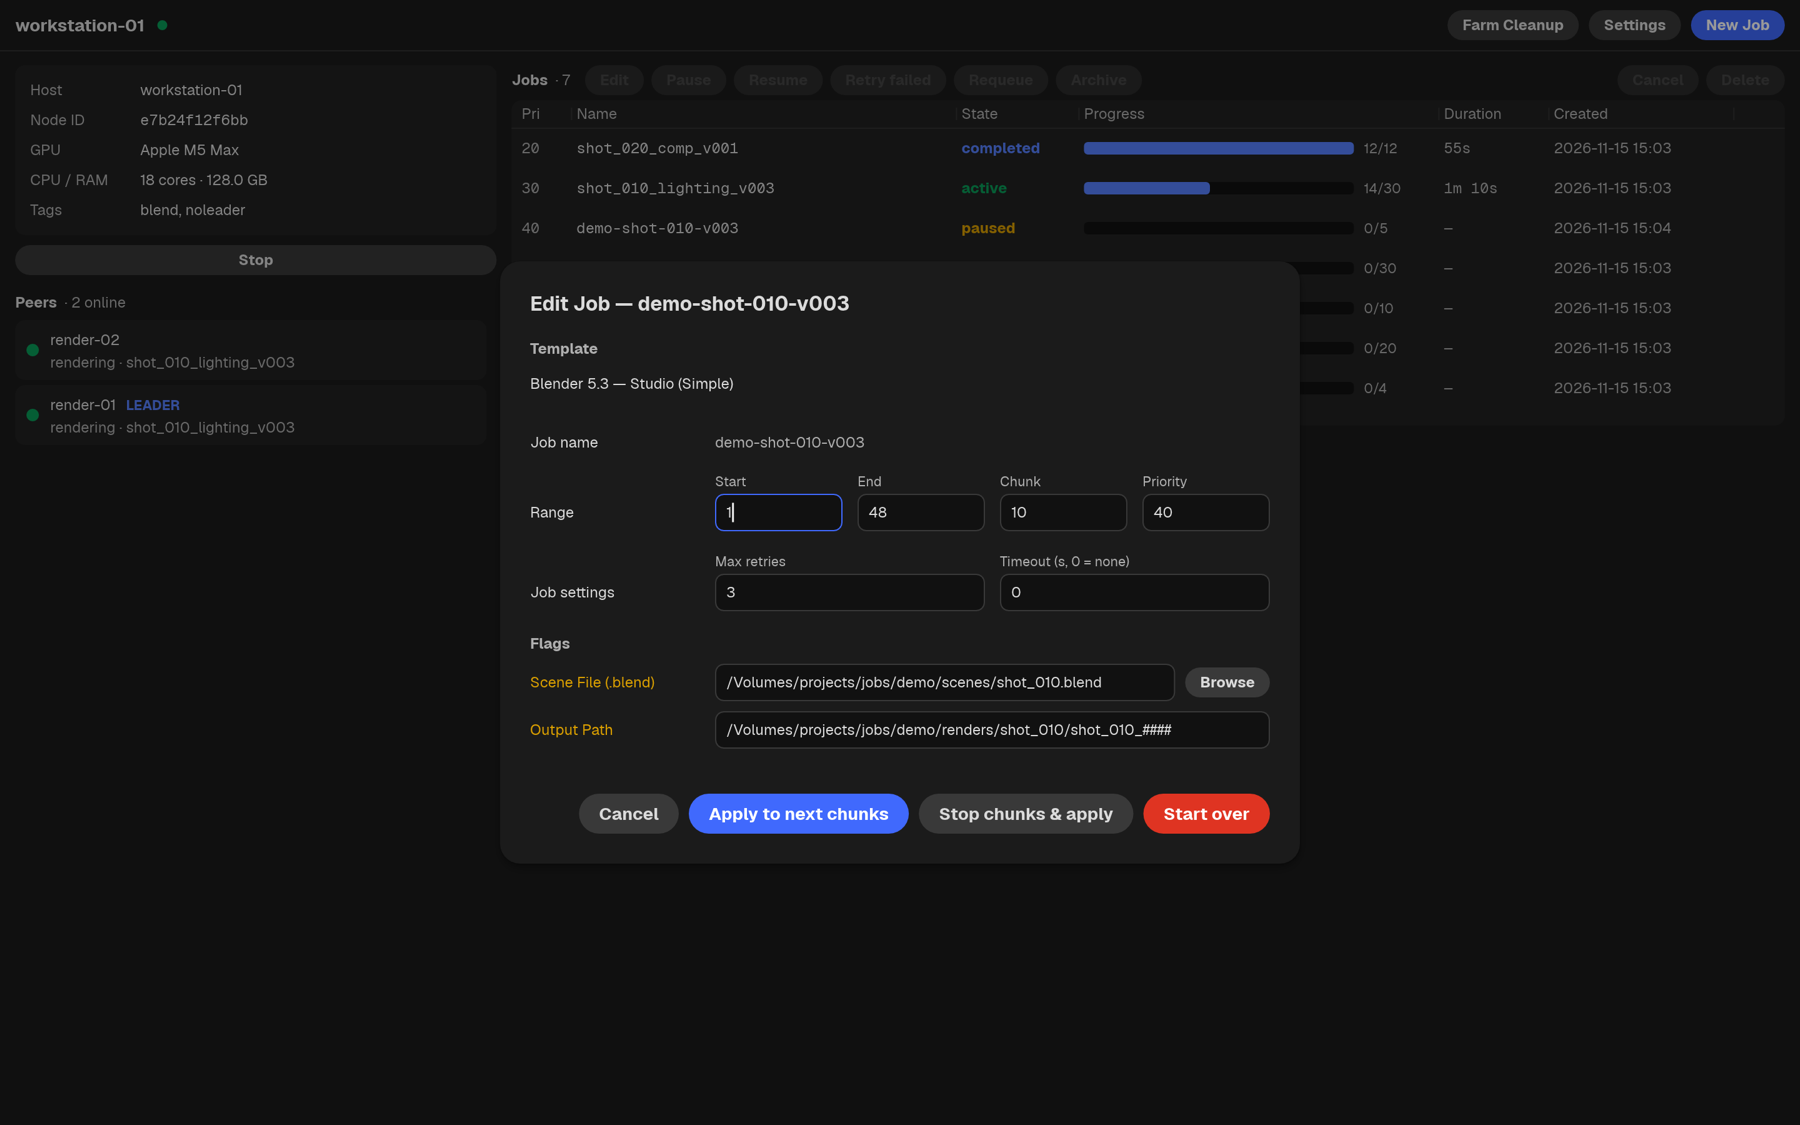 workstation-01
Farm Cleanup Settings New Job
Host workstation-01
Node ID e7b24f12f6bb
GPU Apple M5 Max
CPU / RAM 18 cores · 128.0 GB
Tags blend, noleader
Stop
Peers · 2 online
render-02
rendering · shot_010_lighting_v003
render-01 LEADER
rendering · shot_010_lighting_v003
Jobs · 7 Edit Pause Resume Retry failed Requeue Archive Cancel Delete
Pri Name State Progress Duration Created
20 shot_020_comp_v001 completed 12/12 55s 2026-11-15 15:03
30 shot_010_lighting_v003 active 14/30 1m 10s 2026-11-15 15:03
40 demo-shot-010-v003 paused 0/5 – 2026-11-15 15:04
0/30 – 2026-11-15 15:03
0/10 – 2026-11-15 15:03
0/20 – 2026-11-15 15:03
0/4 – 2026-11-15 15:03
Edit Job — demo-shot-010-v003
Template
Blender 5.3 — Studio (Simple)
Job name demo-shot-010-v003
Start End Chunk Priority
Range 1 48 10 40
Max retries Timeout (s, 0 = none)
Job settings 3 0
Flags
Scene File (.blend) /Volumes/projects/jobs/demo/scenes/shot_010.blend Browse
Output Path /Volumes/projects/jobs/demo/renders/shot_010/shot_010_####
Cancel Apply to next chunks Stop chunks & apply Start over